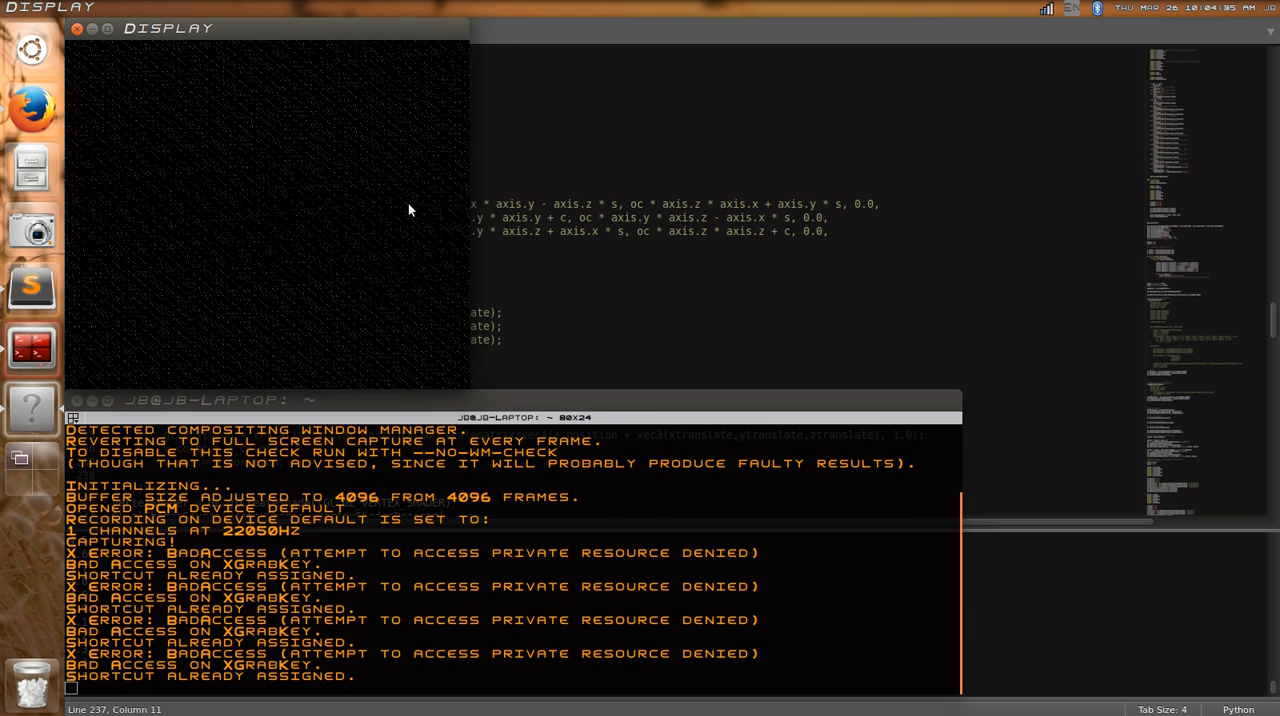 Display
EN
Thu Mar 26 10:04:35 AM JB
Display
* axis.y - axis.z * s, oc * axis.z * axis.x + axis.y * s, 0.0,
y * axis.y + c, oc * axis.y * axis.z - axis.x * s, 0.0,
y * axis.z + axis.x * s, oc * axis.z * axis.z + c, 0.0,
ate);
ate);
ate);
jb@jb-Laptop: ~
jb@jb-Laptop: ~ 80x24
Detected compositing window manager.
Reverting to full screen capture at every frame.
To disable this check run with --no-wm-check
(though that is not advised, since it will probably produce faulty results).
Initializing...
Buffer size adjusted to 4096 from 4096 frames.
Opened PCM device default
Recording on device default is set to:
1 channels at 22050Hz
Capturing!
X Error: BadAccess (attempt to access private resource denied)
Bad Access on XGrabKey.
Shortcut already assigned.
X Error: BadAccess (attempt to access private resource denied)
Bad Access on XGrabKey.
Shortcut already assigned.
X Error: BadAccess (attempt to access private resource denied)
Bad Access on XGrabKey.
Shortcut already assigned.
X Error: BadAccess (attempt to access private resource denied)
Bad Access on XGrabKey.
Shortcut already assigned.
Line 237, Column 11
Tab Size: 4
Python